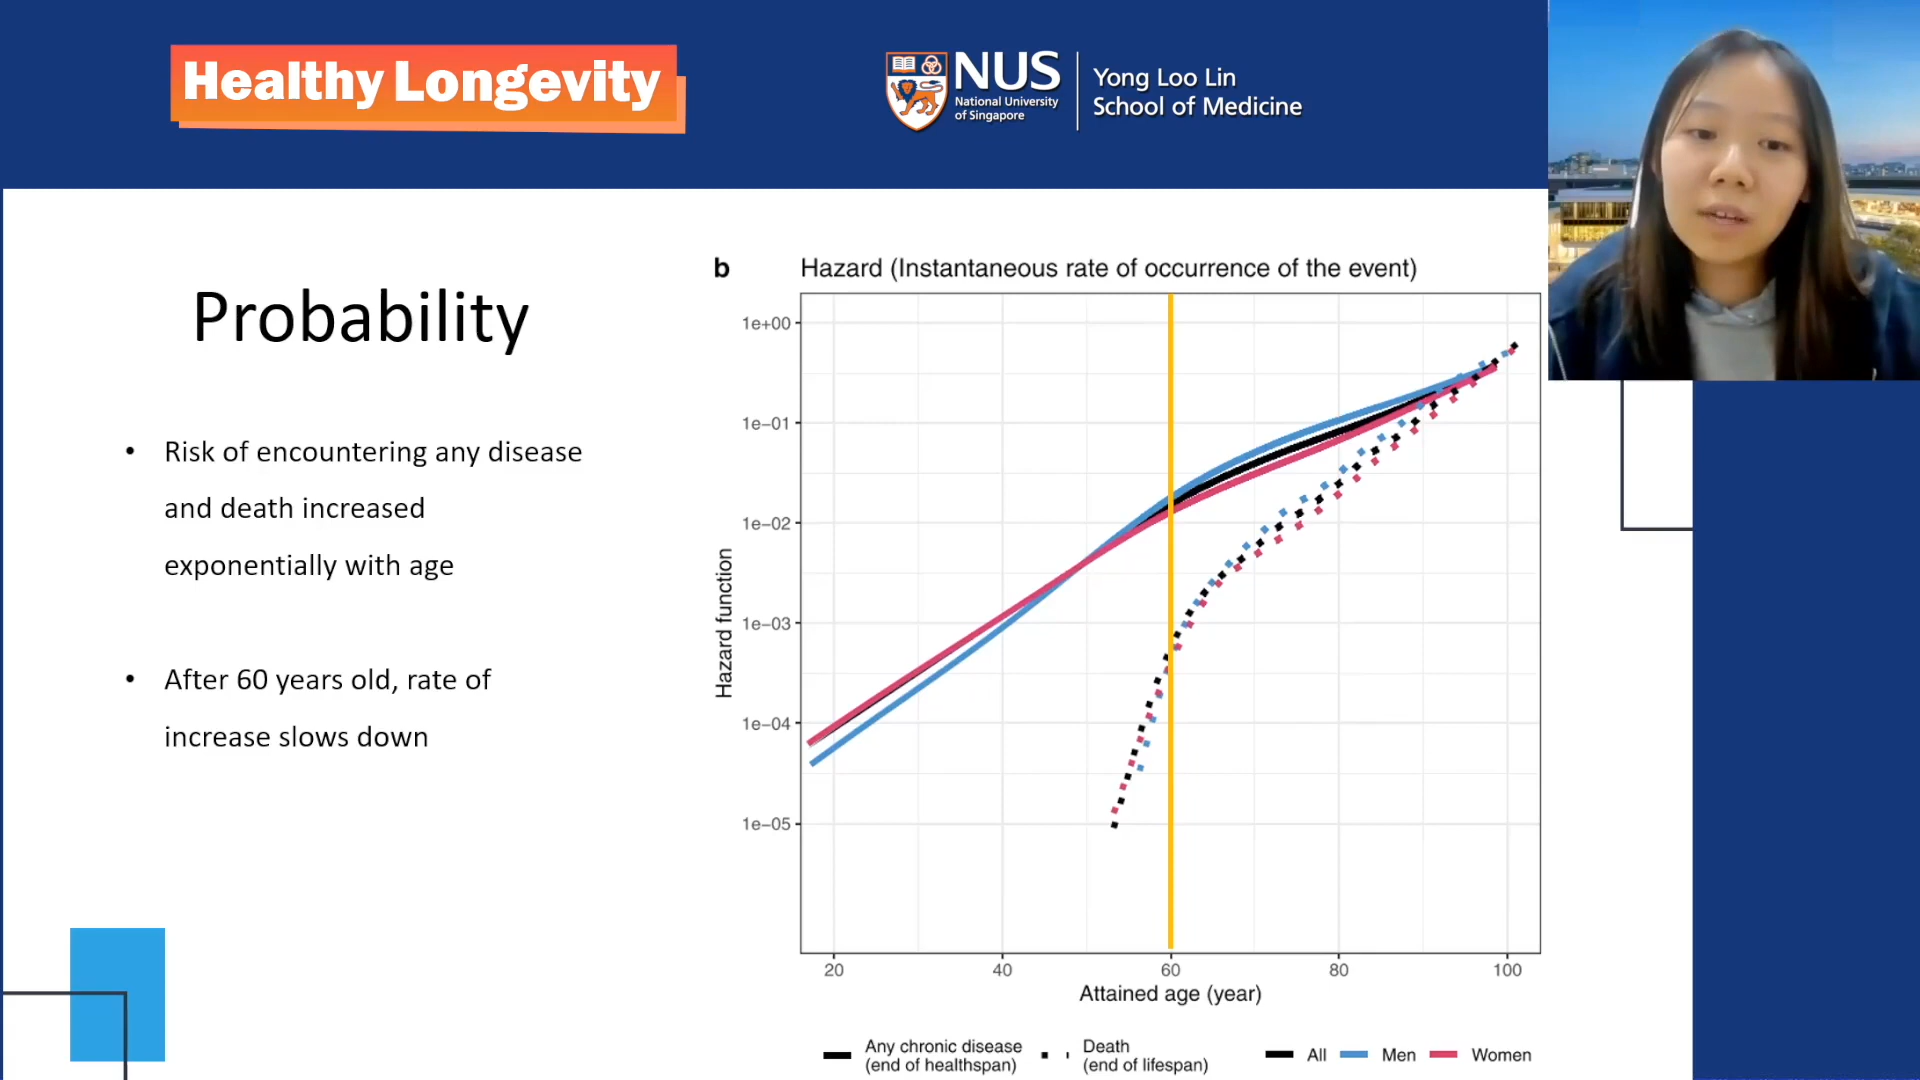 Healthy Longevity
NUS
National University
of Singapore
Yong Loo Lin
School of Medicine
Probability
• Risk of encountering any disease
and death increased
exponentially with age
• After 60 years old, rate of
increase slows down
b
Hazard (Instantaneous rate of occurrence of the event)
1e+00
1e−01
1e−02
1e−03
1e−04
1e−05
Hazard function
20 40 60 80 100
Attained age (year)
Any chronic disease
(end of healthspan)
Death
(end of lifespan)
All Men Women